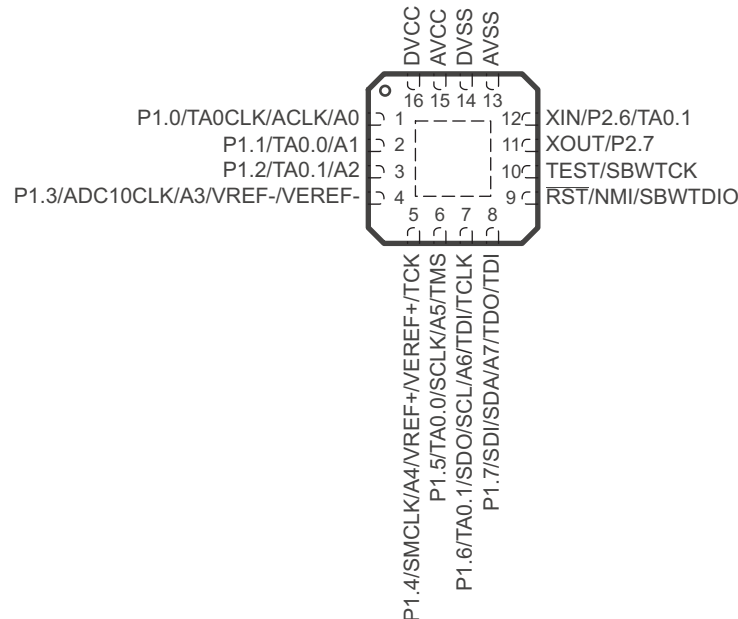 DVCC
AVCC
DVSS
AVSS
16 15 14 13
P1.0/TA0CLK/ACLK/A0 1
P1.1/TA0.0/A1 2
P1.2/TA0.1/A2 3
P1.3/ADC10CLK/A3/VREF-/VEREF- 4
12 XIN/P2.6/TA0.1
11 XOUT/P2.7
10 TEST/SBWTCK
9 RST/NMI/SBWTDIO
5 6 7 8
P1.4/SMCLK/A4/VREF+/VEREF+/TCK
P1.5/TA0.0/SCLK/A5/TMS
P1.6/TA0.1/SDO/SCL/A6/TDI/TCLK
P1.7/SDI/SDA/A7/TDO/TDI